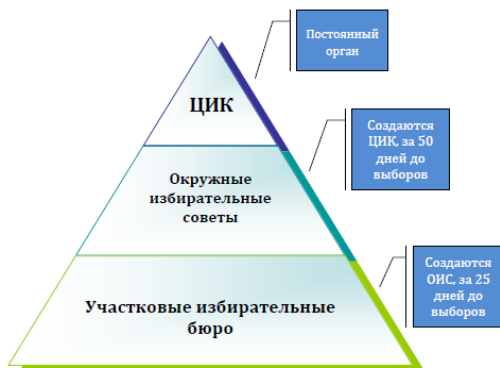 Постоянный
орган
ЦИК
Создаются
ЦИК, за 50
дней до
выборов
Окружные
избирательные
советы
Создаются
ОИС, за 25
дней до
выборов
Участковые избирательные
бюро